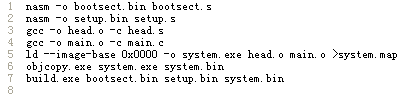 1 nasm -o bootsect.bin bootsect.s
2 nasm -o setup.bin setup.s
3 gcc -o head.o -c head.s
4 gcc -o main.o -c main.c
5 ld --image-base 0x0000 -o system.exe head.o main.o >system.map
6 objcopy.exe system.exe system.bin
7 build.exe bootsect.bin setup.bin system.bin
8